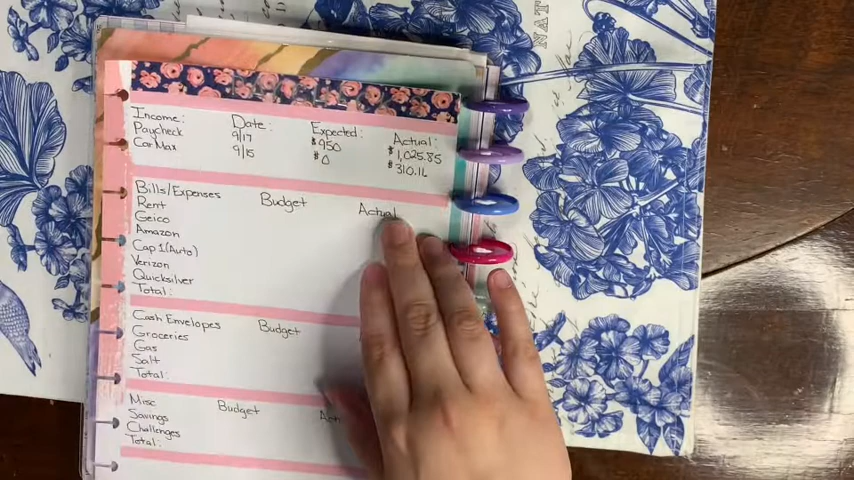 NAT
Income: Date: Expected: Actual:
Paycheck 9/17 $950 $1,025.85
CarMax 9/15 $0 $310.16
Bills/Expenses Budget Actual
Rent
Geico
Amazon
Cap 1 (Auto)
Verizon
Quicksilver
Total:
Cash Envelopes Budget
Groceries
Gas
Salt
Total:
Misc Budget
Savings
Challenges
Total: